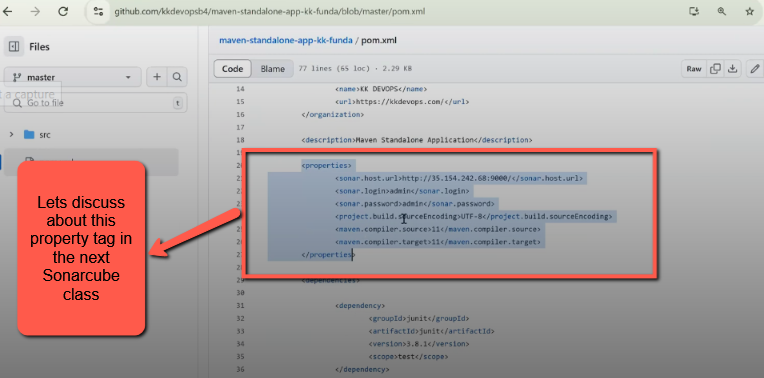 github.com/kkdevopsb4/maven-standalone-app-kk-funda/blob/master/pom.xml
Files
master
a capture
Go to file
t
src
maven-standalone-app-kk-funda / pom.xml
Code
Blame
77 lines (65 loc) · 2.29 KB
Raw
14 <name>KK DEVOPS</name>
15 <url>https://kkdevops.com/</url>
16 </organization>
17
18 <description>Maven Standalone Application</description>
<properties>
<sonar.host.url>http://35.154.242.68:9000/</sonar.host.url>
<sonar.login>admin</sonar.login>
<sonar.password>admin</sonar.password>
<project.build.sourceEncoding>UTF-8</project.build.sourceEncoding>
<maven.compiler.source>11</maven.compiler.source>
<maven.compiler.target>11</maven.compiler.target>
</properties>
28
<dependencies>
31 <dependency>
32 <groupId>junit</groupId>
33 <artifactId>junit</artifactId>
34 <version>3.8.1</version>
35 <scope>test</scope>
36 </dependency>
Lets discuss
about this
property tag in
the next
Sonarcube
class